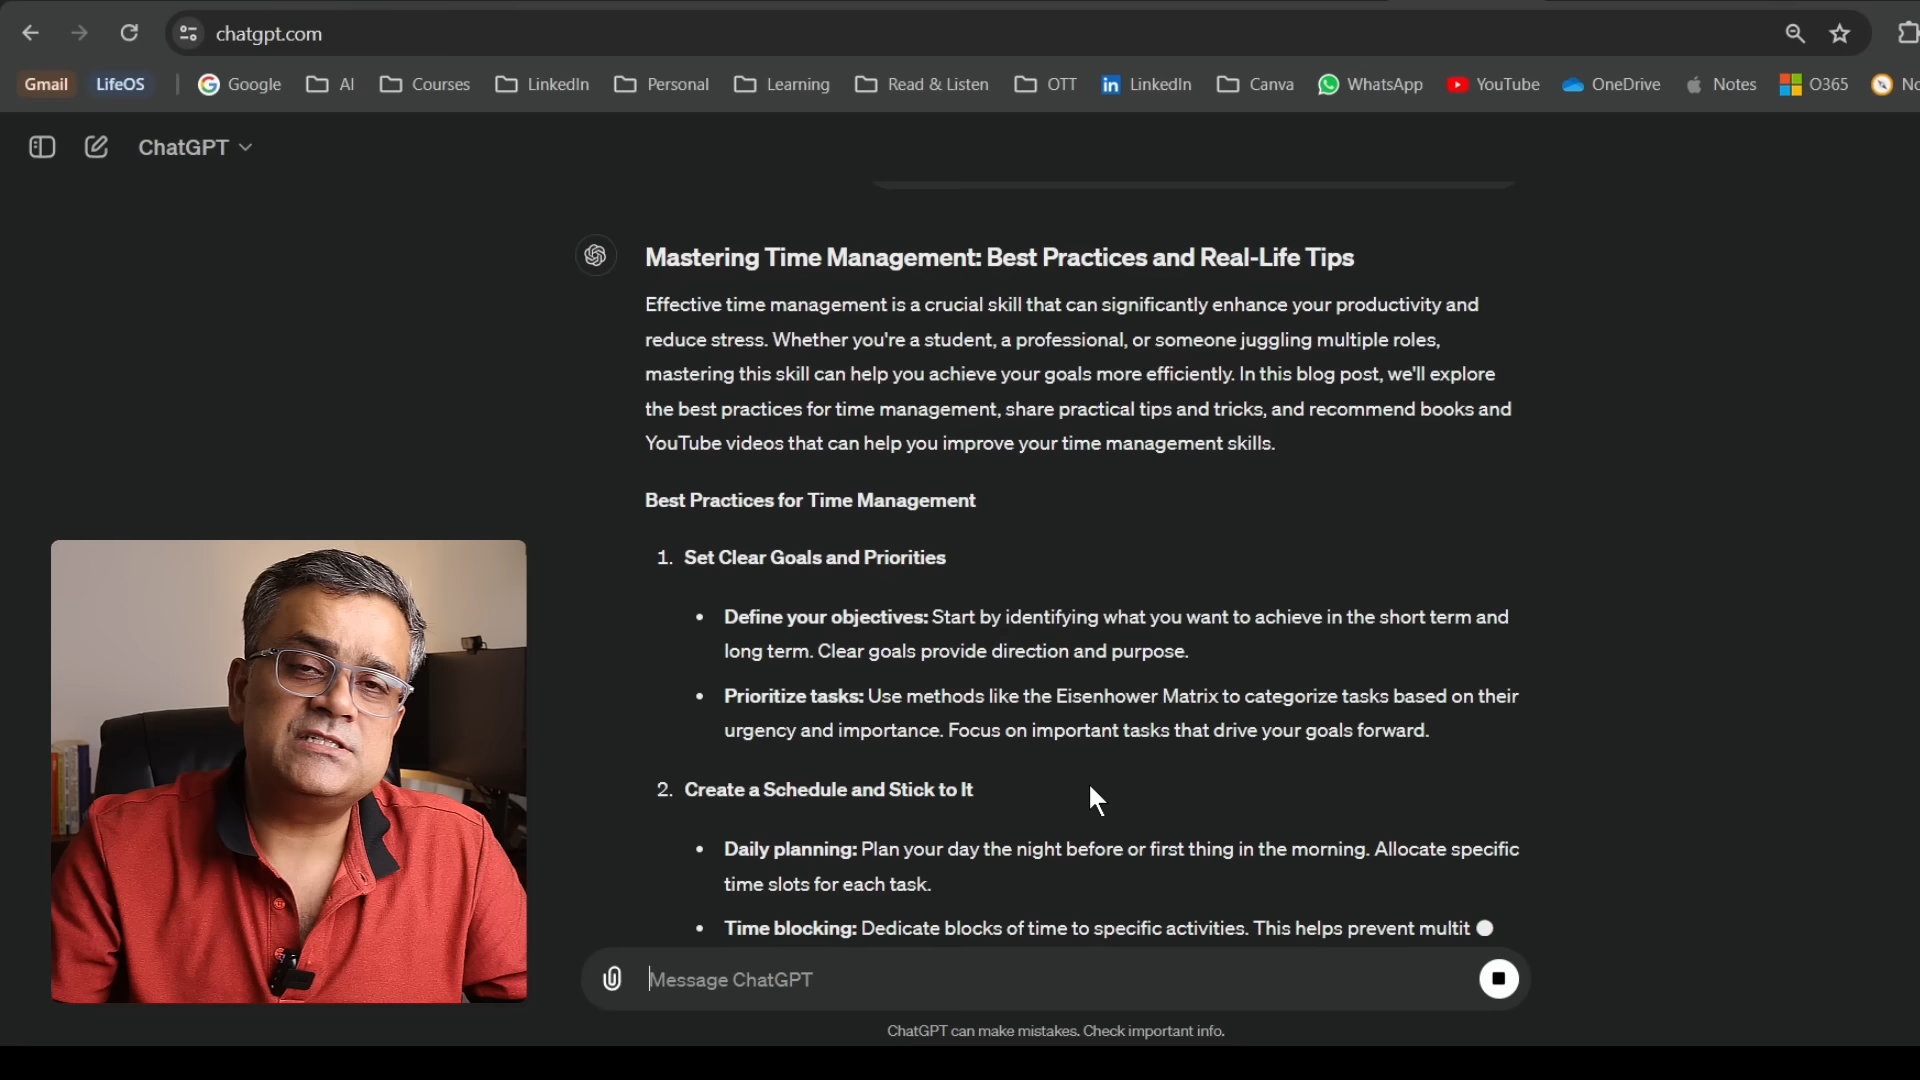 chatgpt.com
Gmail LifeOS Google AI Courses LinkedIn Personal Learning Read & Listen OTT LinkedIn Canva WhatsApp YouTube OneDrive Notes O365 No
ChatGPT
Mastering Time Management: Best Practices and Real-Life Tips
Effective time management is a crucial skill that can significantly enhance your productivity and
reduce stress. Whether you're a student, a professional, or someone juggling multiple roles,
mastering this skill can help you achieve your goals more efficiently. In this blog post, we'll explore
the best practices for time management, share practical tips and tricks, and recommend books and
YouTube videos that can help you improve your time management skills.
Best Practices for Time Management
1. Set Clear Goals and Priorities
• Define your objectives: Start by identifying what you want to achieve in the short term and
long term. Clear goals provide direction and purpose.
• Prioritize tasks: Use methods like the Eisenhower Matrix to categorize tasks based on their
urgency and importance. Focus on important tasks that drive your goals forward.
2. Create a Schedule and Stick to It
• Daily planning: Plan your day the night before or first thing in the morning. Allocate specific
time slots for each task.
• Time blocking: Dedicate blocks of time to specific activities. This helps prevent multit
Message ChatGPT
ChatGPT can make mistakes. Check important info.